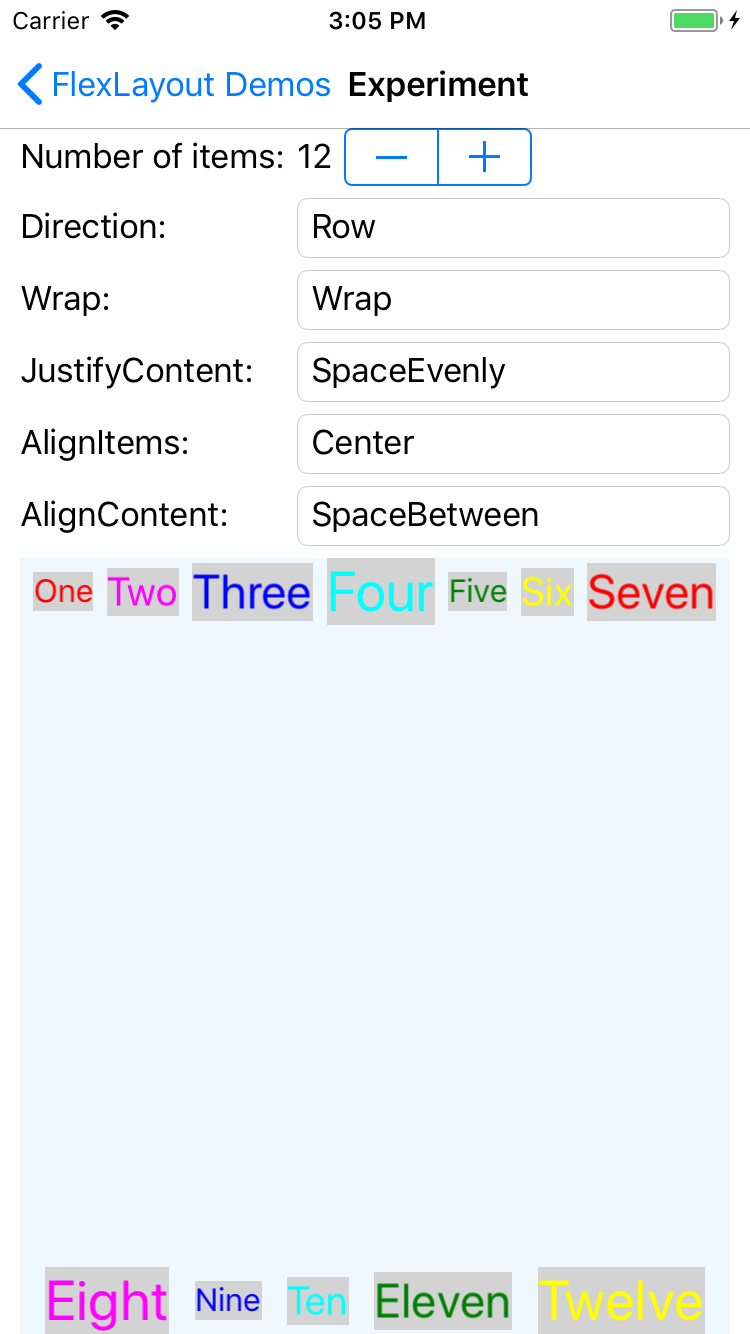 Carrier 3:05 PM
FlexLayout Demos Experiment
Number of items: 12 — +
Direction: Row
Wrap: Wrap
JustifyContent: SpaceEvenly
AlignItems: Center
AlignContent: SpaceBetween
One Two Three Four Five Six Seven
Eight Nine Ten Eleven Twelve